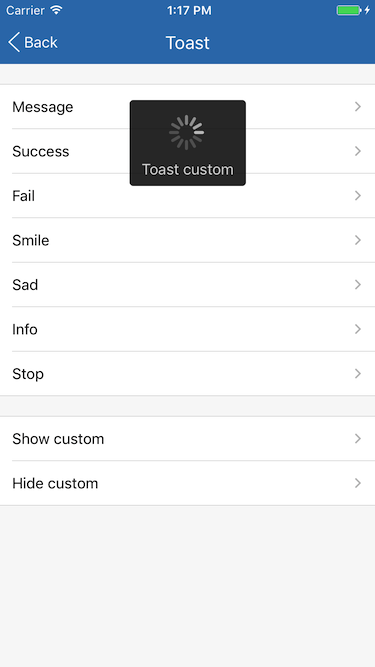 Carrier 1:17 PM
Back Toast
Message
Toast custom
Success
Fail
Smile
Sad
Info
Stop
Show custom
Hide custom